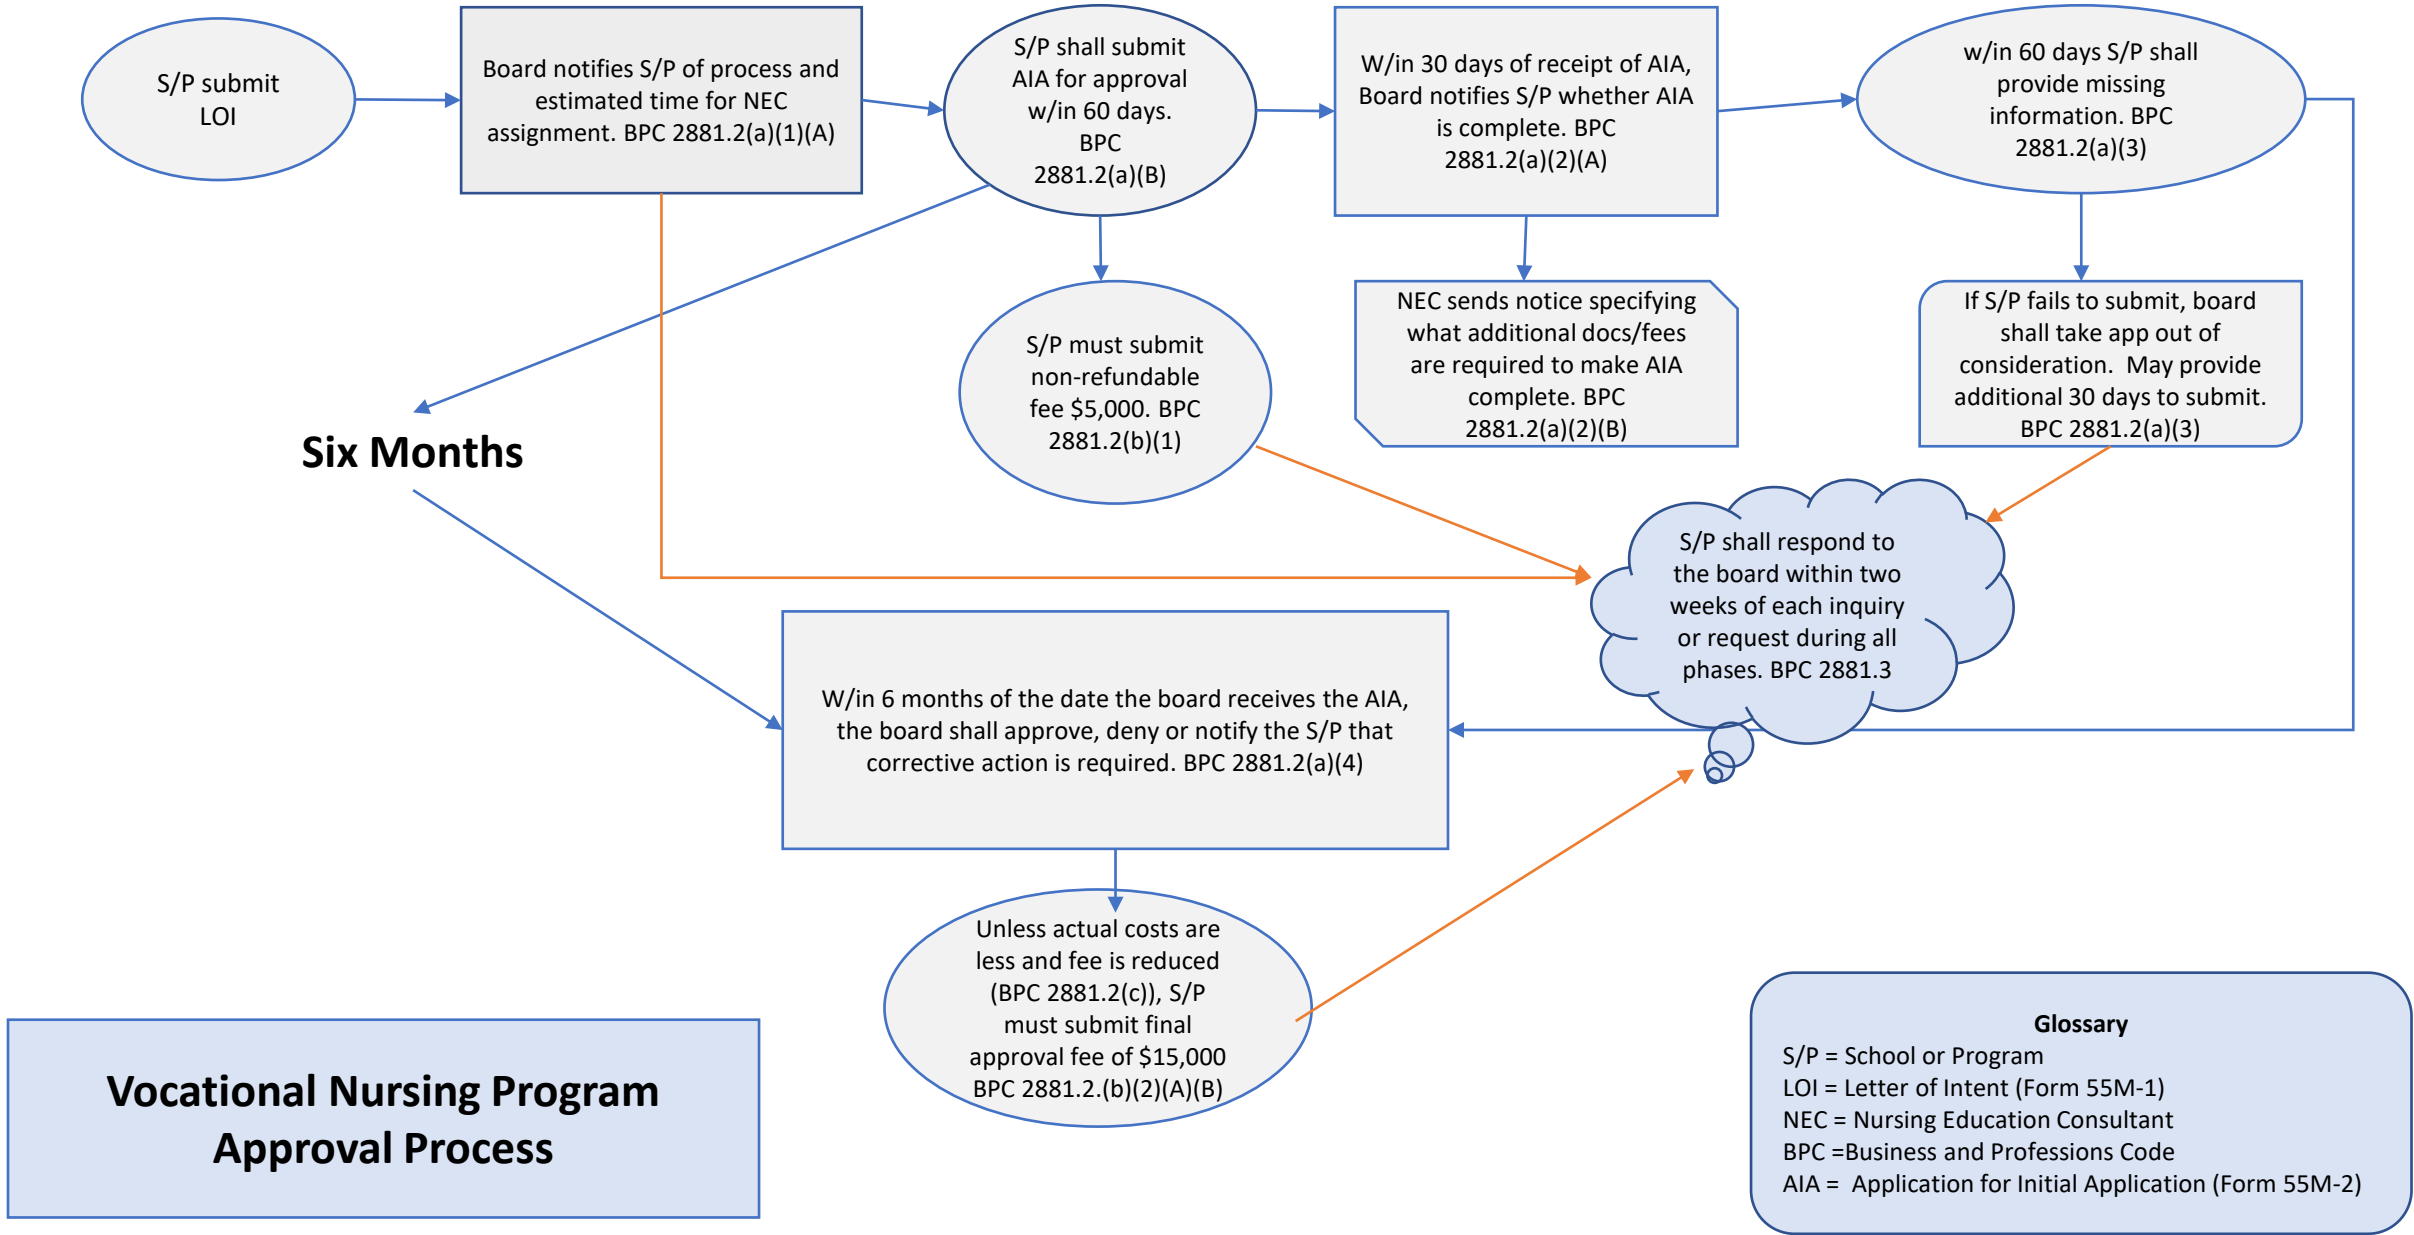 S/P submit
LOI
Board notifies S/P of process and
estimated time for NEC
assignment. BPC 2881.2(a)(1)(A)
S/P shall submit
AIA for approval
w/in 60 days.
BPC
2881.2(a)(B)
W/in 30 days of receipt of AIA,
Board notifies S/P whether AIA
is complete. BPC
2881.2(a)(2)(A)
w/in 60 days S/P shall
provide missing
information. BPC
2881.2(a)(3)
S/P must submit
non-refundable
fee $5,000. BPC
2881.2(b)(1)
NEC sends notice specifying
what additional docs/fees
are required to make AIA
complete. BPC
2881.2(a)(2)(B)
If S/P fails to submit, board
shall take app out of
consideration.  May provide
additional 30 days to submit.
BPC 2881.2(a)(3)
Six Months
S/P shall respond to
the board within two
weeks of each inquiry
or request during all
phases. BPC 2881.3
W/in 6 months of the date the board receives the AIA,
the board shall approve, deny or notify the S/P that
corrective action is required. BPC 2881.2(a)(4)
Unless actual costs are
less and fee is reduced
(BPC 2881.2(c)), S/P
must submit final
approval fee of $15,000
BPC 2881.2.(b)(2)(A)(B)
Vocational Nursing Program
Approval Process
Glossary
S/P = School or Program
LOI = Letter of Intent (Form 55M-1)
NEC = Nursing Education Consultant
BPC =Business and Professions Code
AIA =  Application for Initial Application (Form 55M-2)